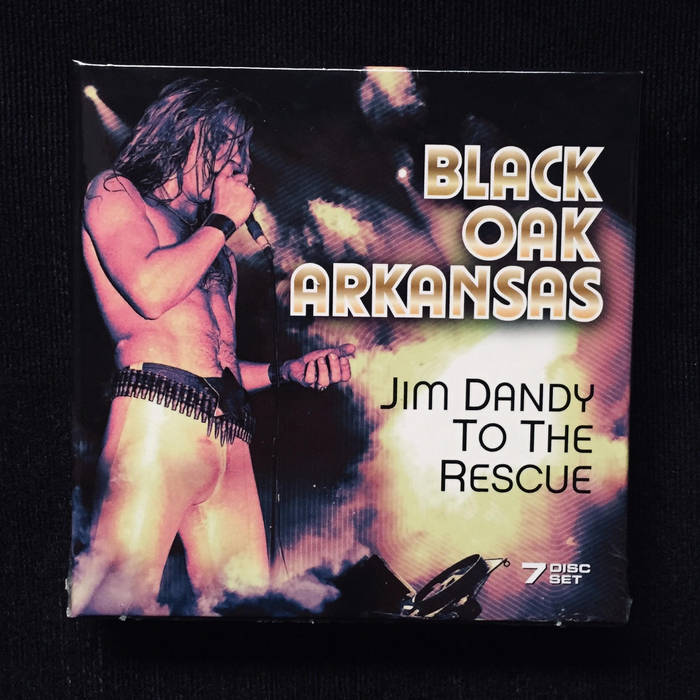 BLACK
OAK
ARKANSAS
JIM DANDY
TO THE
RESCUE
7 DISC
SET